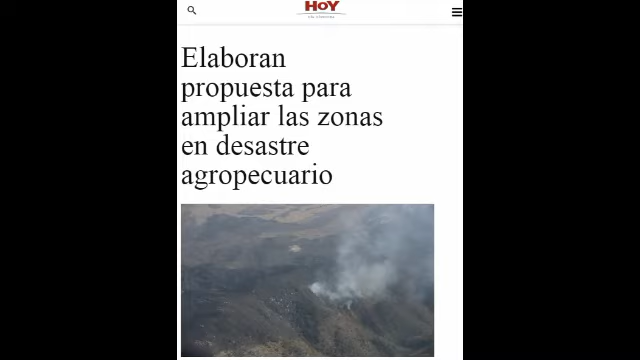 HOY
Elaboran
propuesta para
ampliar las zonas
en desastre
agropecuario